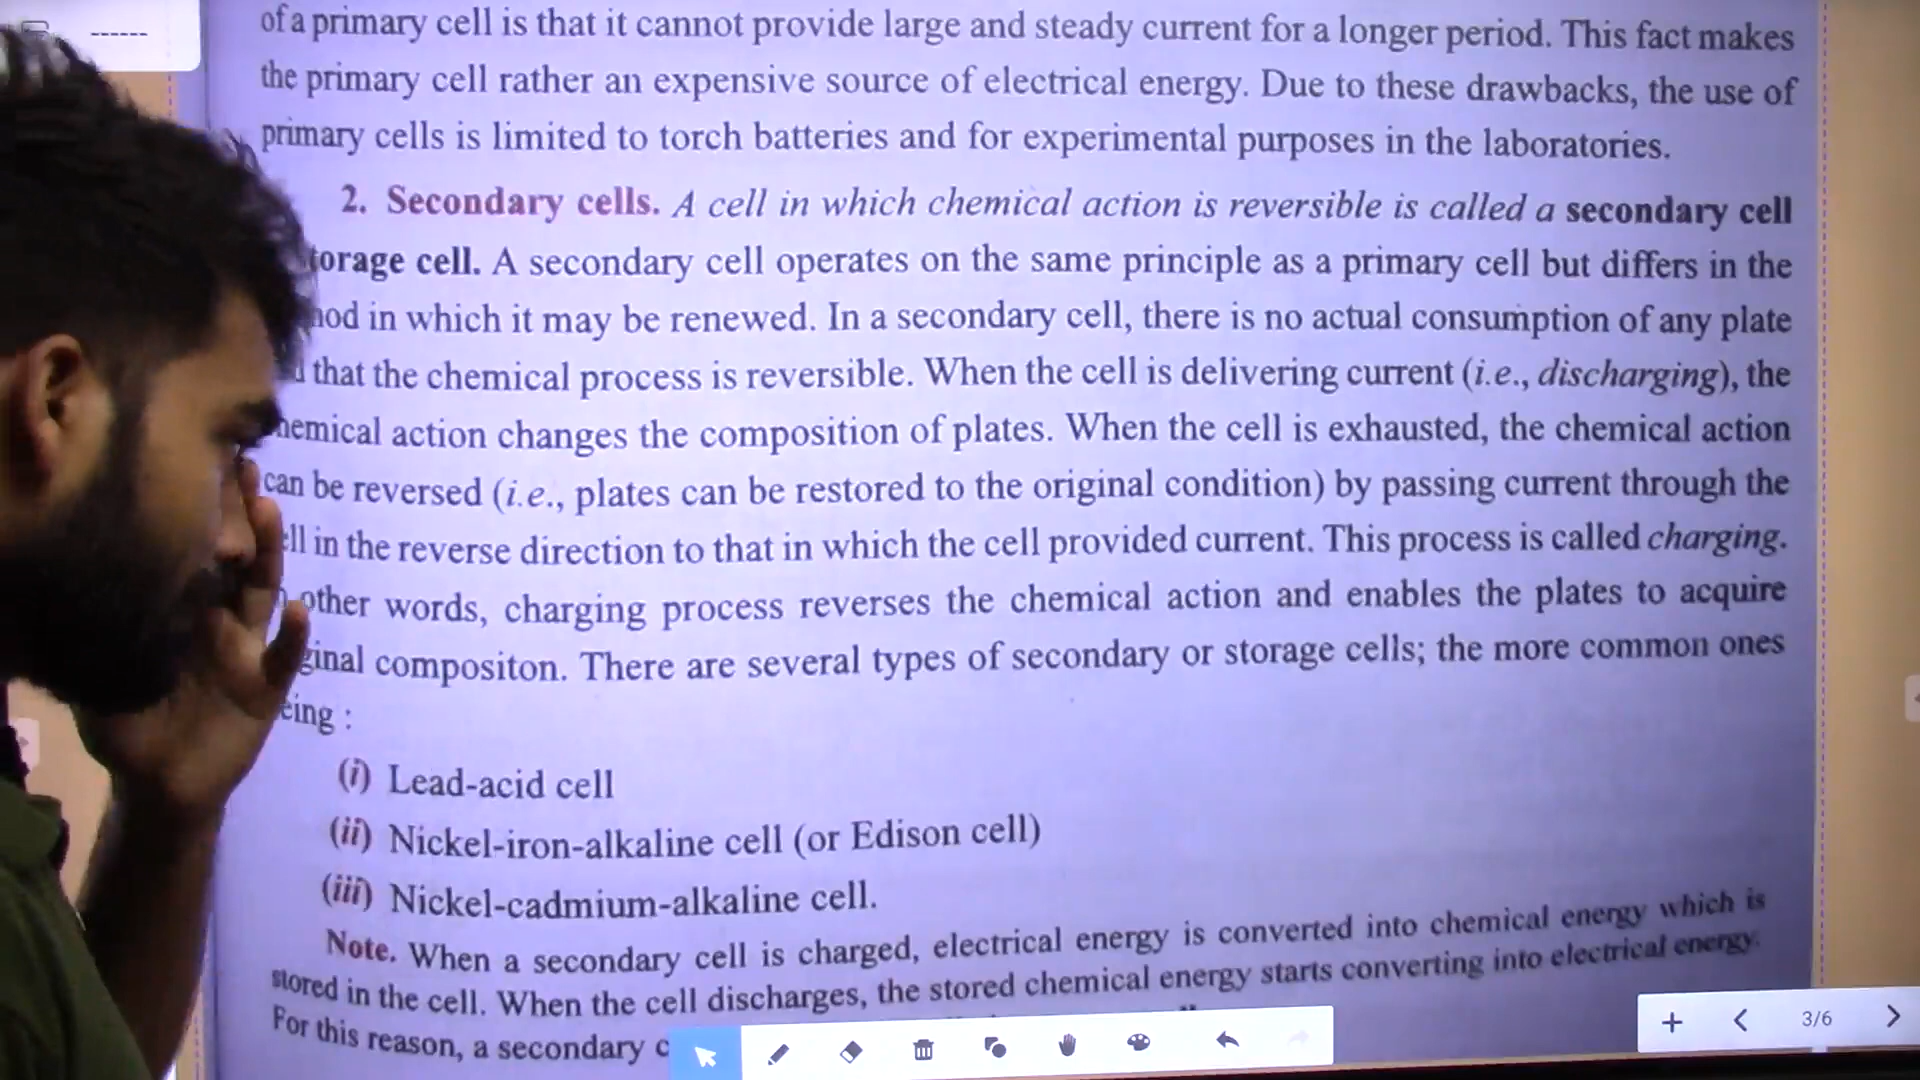 of a primary cell is that it cannot provide large and steady current for a longer period. This fact makes
the primary cell rather an expensive source of electrical energy. Due to these drawbacks, the use of
primary cells is limited to torch batteries and for experimental purposes in the laboratories.
2. Secondary cells. A cell in which chemical action is reversible is called a secondary cell
torage cell. A secondary cell operates on the same principle as a primary cell but differs in the
hod in which it may be renewed. In a secondary cell, there is no actual consumption of any plate
that the chemical process is reversible. When the cell is delivering current (i.e., discharging), the
hemical action changes the composition of plates. When the cell is exhausted, the chemical action
can be reversed (i.e., plates can be restored to the original condition) by passing current through the
ll in the reverse direction to that in which the cell provided current. This process is called charging.
other words, charging process reverses the chemical action and enables the plates to acquire
ginal compositon. There are several types of secondary or storage cells; the more common ones
eing :
(i) Lead-acid cell
(ii) Nickel-iron-alkaline cell (or Edison cell)
(iii) Nickel-cadmium-alkaline cell.
Note. When a secondary cell is charged, electrical energy is converted into chemical energy which is
stored in the cell. When the cell discharges, the stored chemical energy starts converting into electrical energy.
For this reason, a secondary c
3/6